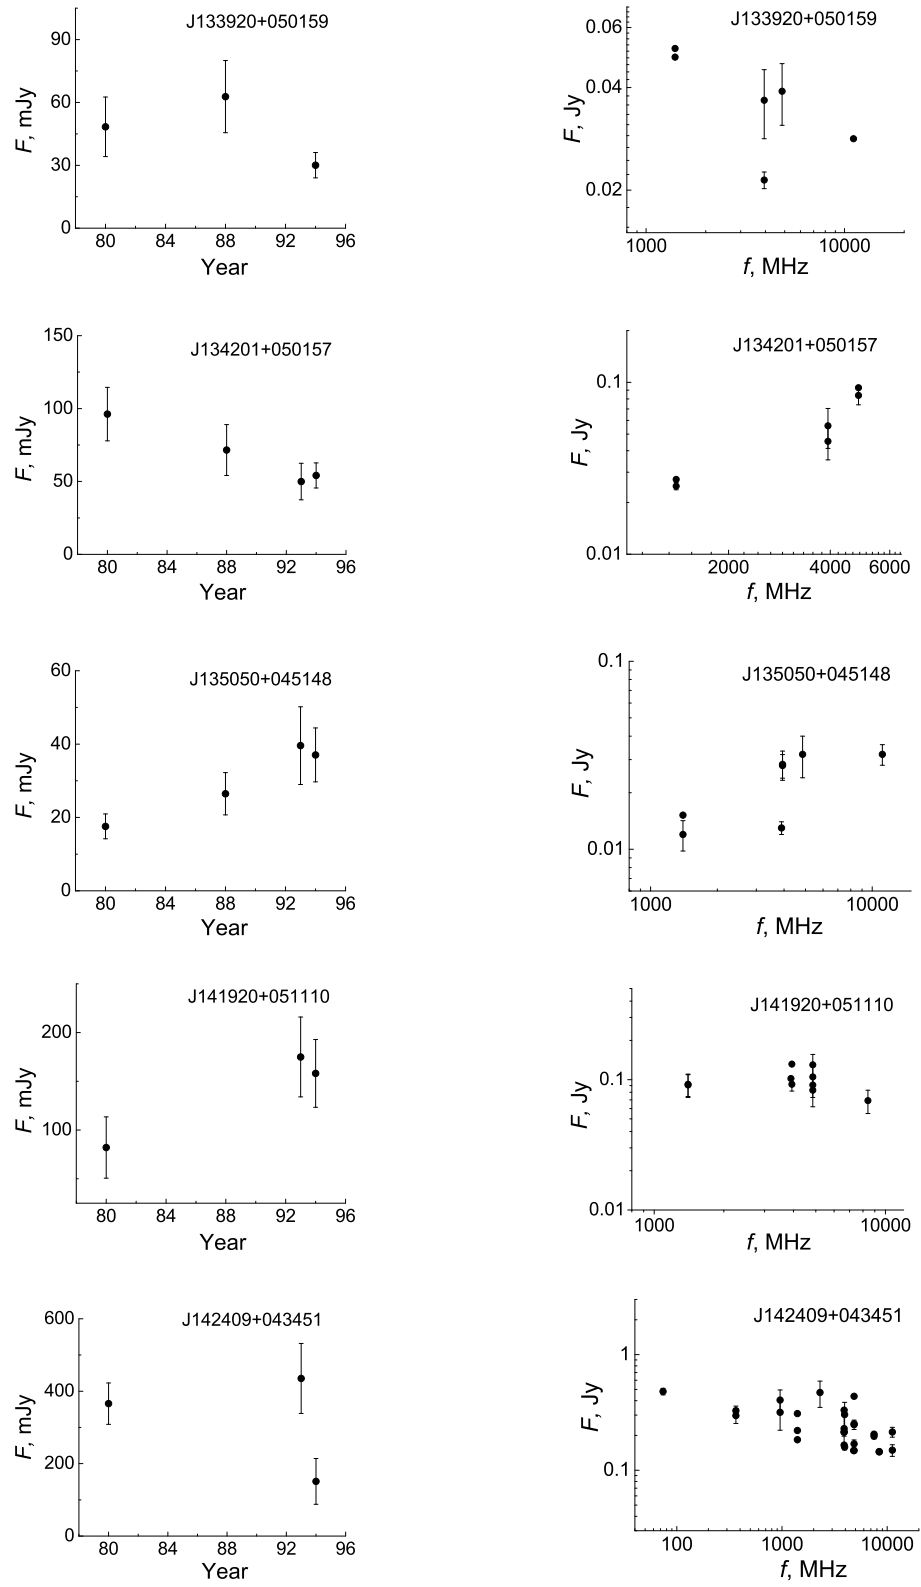 J133920+050159
90
60
30
0
F, mJy
80 84 88 92 96
Year
J133920+050159
0.06
0.04
0.02
F, Jy
1000 10000
f, MHz
J134201+050157
150
100
50
0
F, mJy
80 84 88 92 96
Year
J134201+050157
0.1
0.01
F, Jy
2000 4000 6000
f, MHz
J135050+045148
60
40
20
0
F, mJy
80 84 88 92 96
Year
J135050+045148
0.1
0.01
F, Jy
1000 10000
f, MHz
J141920+051110
200
100
F, mJy
80 84 88 92 96
Year
J141920+051110
0.1
0.01
F, Jy
1000 10000
f, MHz
J142409+043451
600
400
200
0
F, mJy
80 84 88 92 96
Year
J142409+043451
1
0.1
F, Jy
100 1000 10000
f, MHz